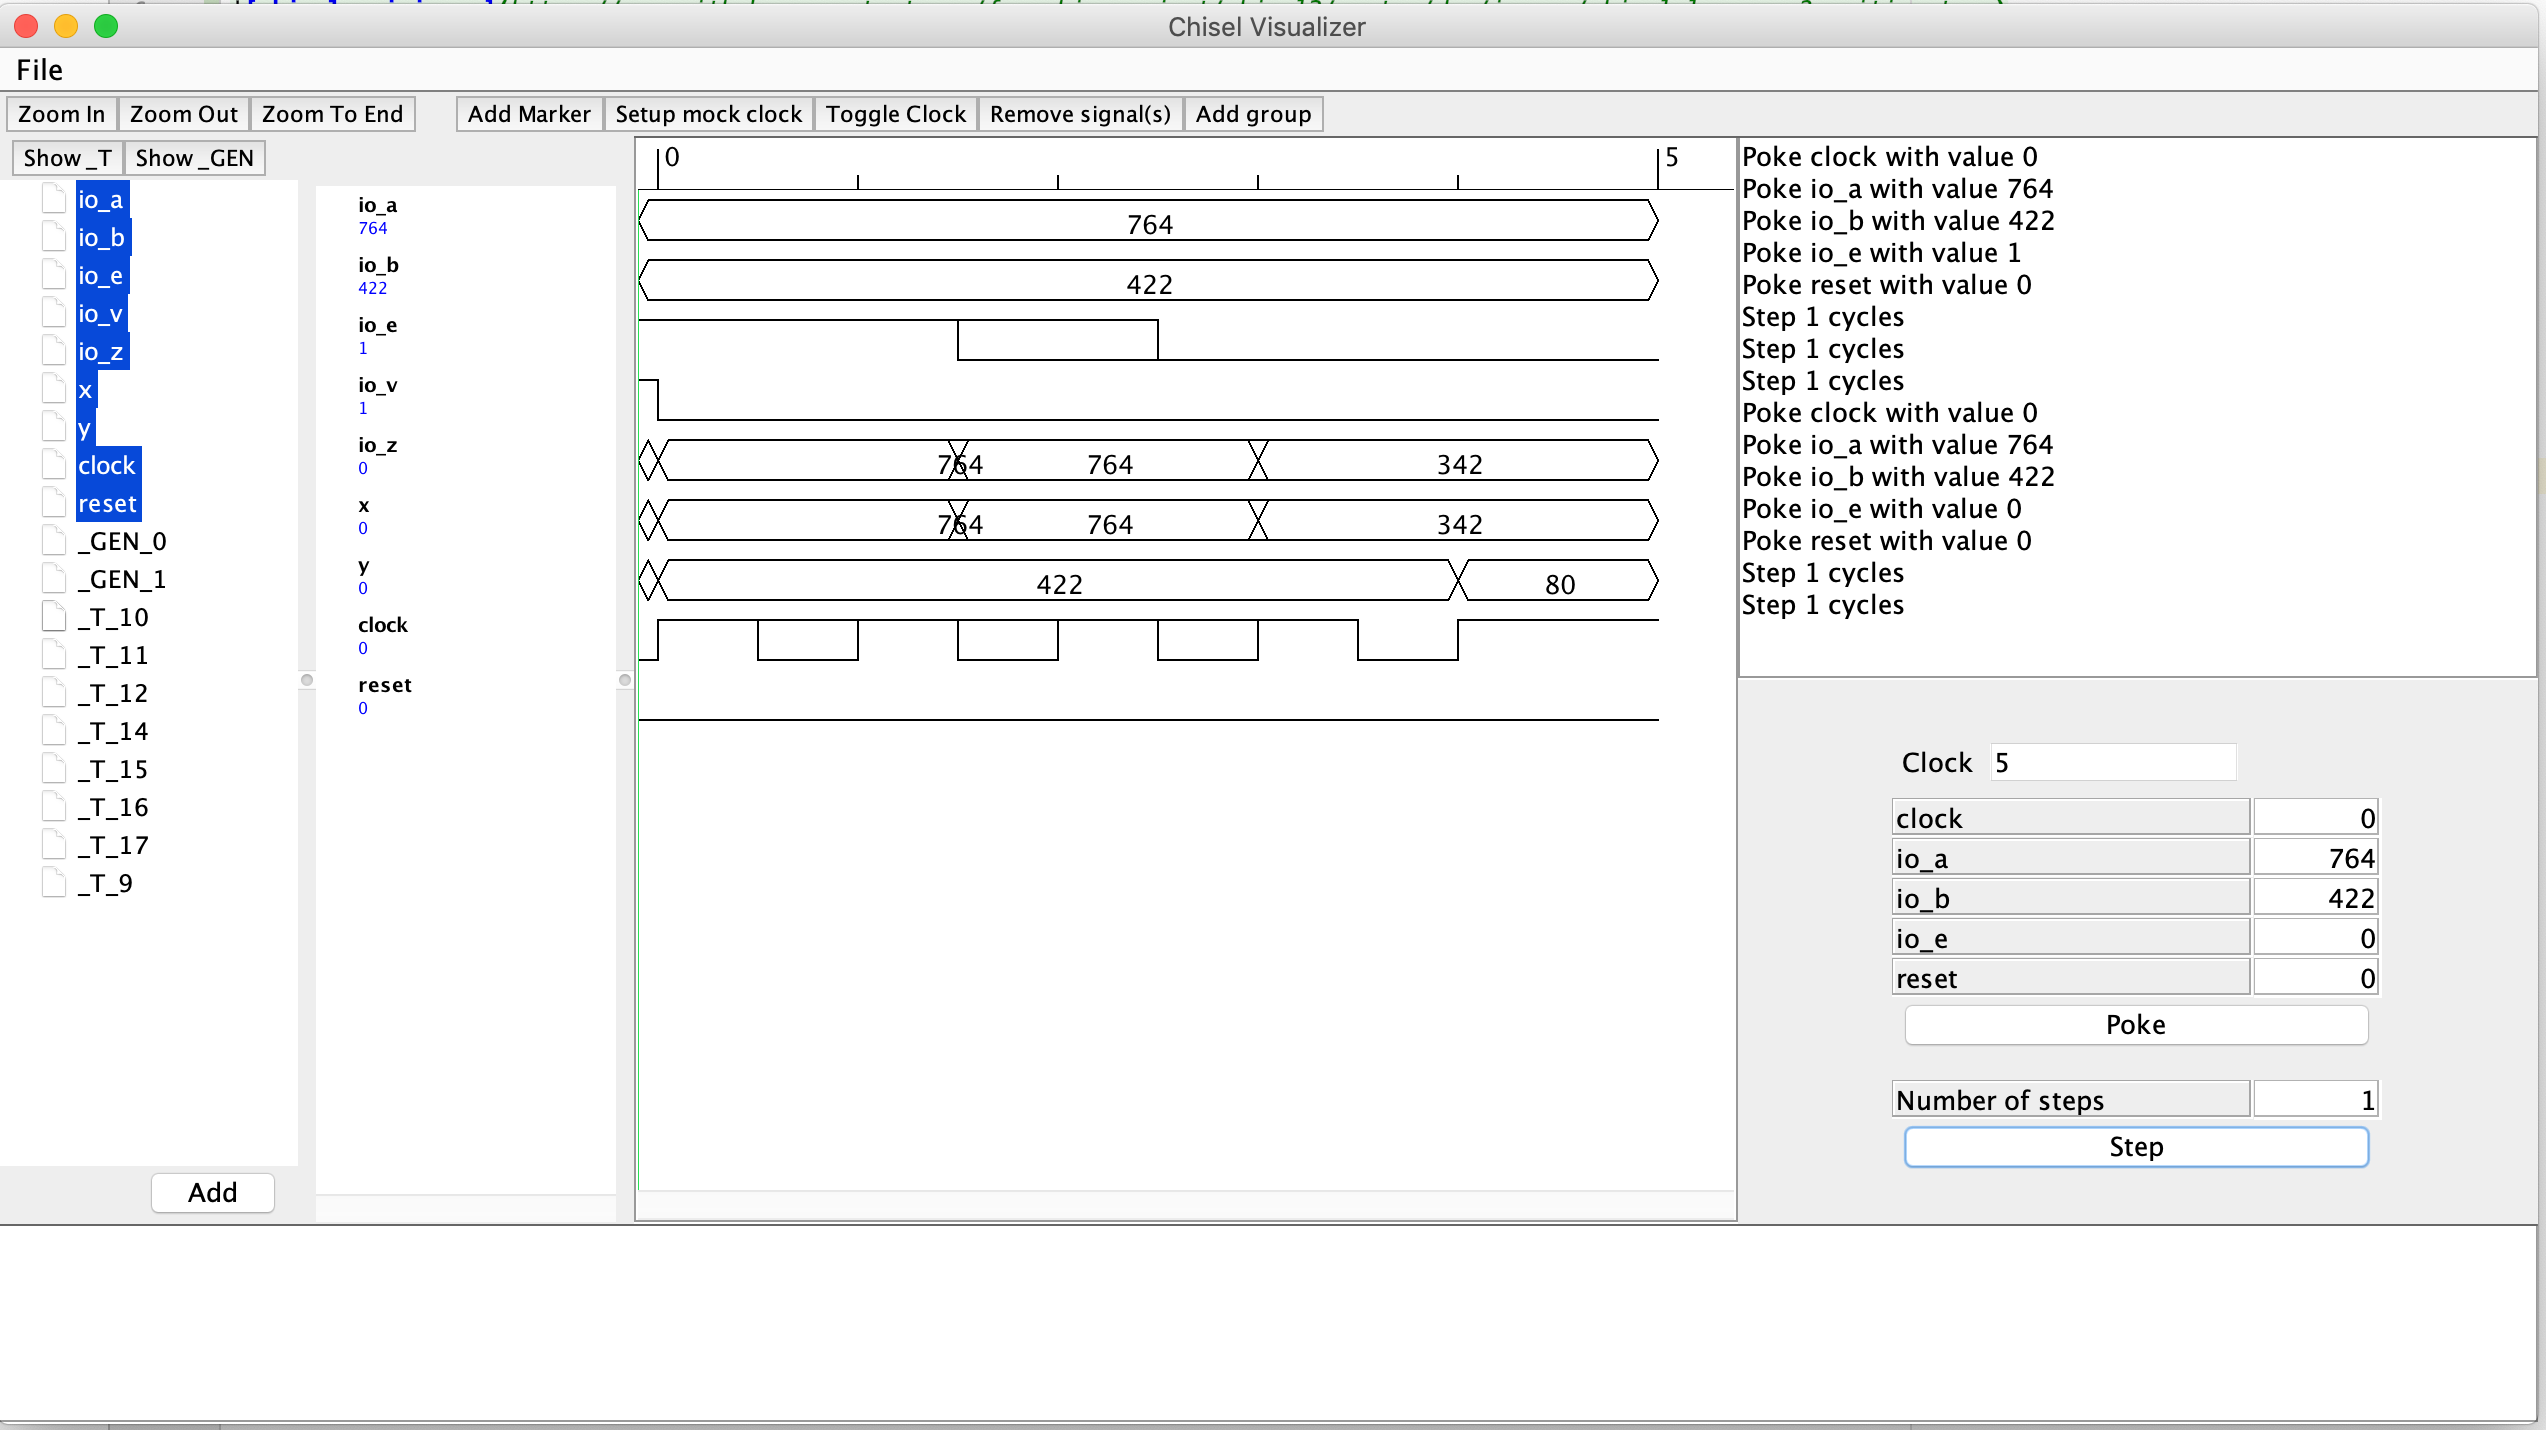 Chisel Visualizer
File
Zoom In Zoom Out Zoom To End Add Marker Setup mock clock Toggle Clock Remove signal(s) Add group
Show _T Show _GEN
io_a
io_b
io_e
io_v
io_z
x
y
clock
reset
_GEN_0
_GEN_1
_T_10
_T_11
_T_12
_T_14
_T_15
_T_16
_T_17
_T_9
Add
io_a
764
io_b
422
io_e
1
io_v
1
io_z
0
x
0
y
0
clock
0
reset
0
0 5
764
422
764 764 342
764 764 342
422 80
Poke clock with value 0
Poke io_a with value 764
Poke io_b with value 422
Poke io_e with value 1
Poke reset with value 0
Step 1 cycles
Step 1 cycles
Step 1 cycles
Poke clock with value 0
Poke io_a with value 764
Poke io_b with value 422
Poke io_e with value 0
Poke reset with value 0
Step 1 cycles
Step 1 cycles
Clock 5
clock 0
io_a 764
io_b 422
io_e 0
reset 0
Poke
Number of steps 1
Step